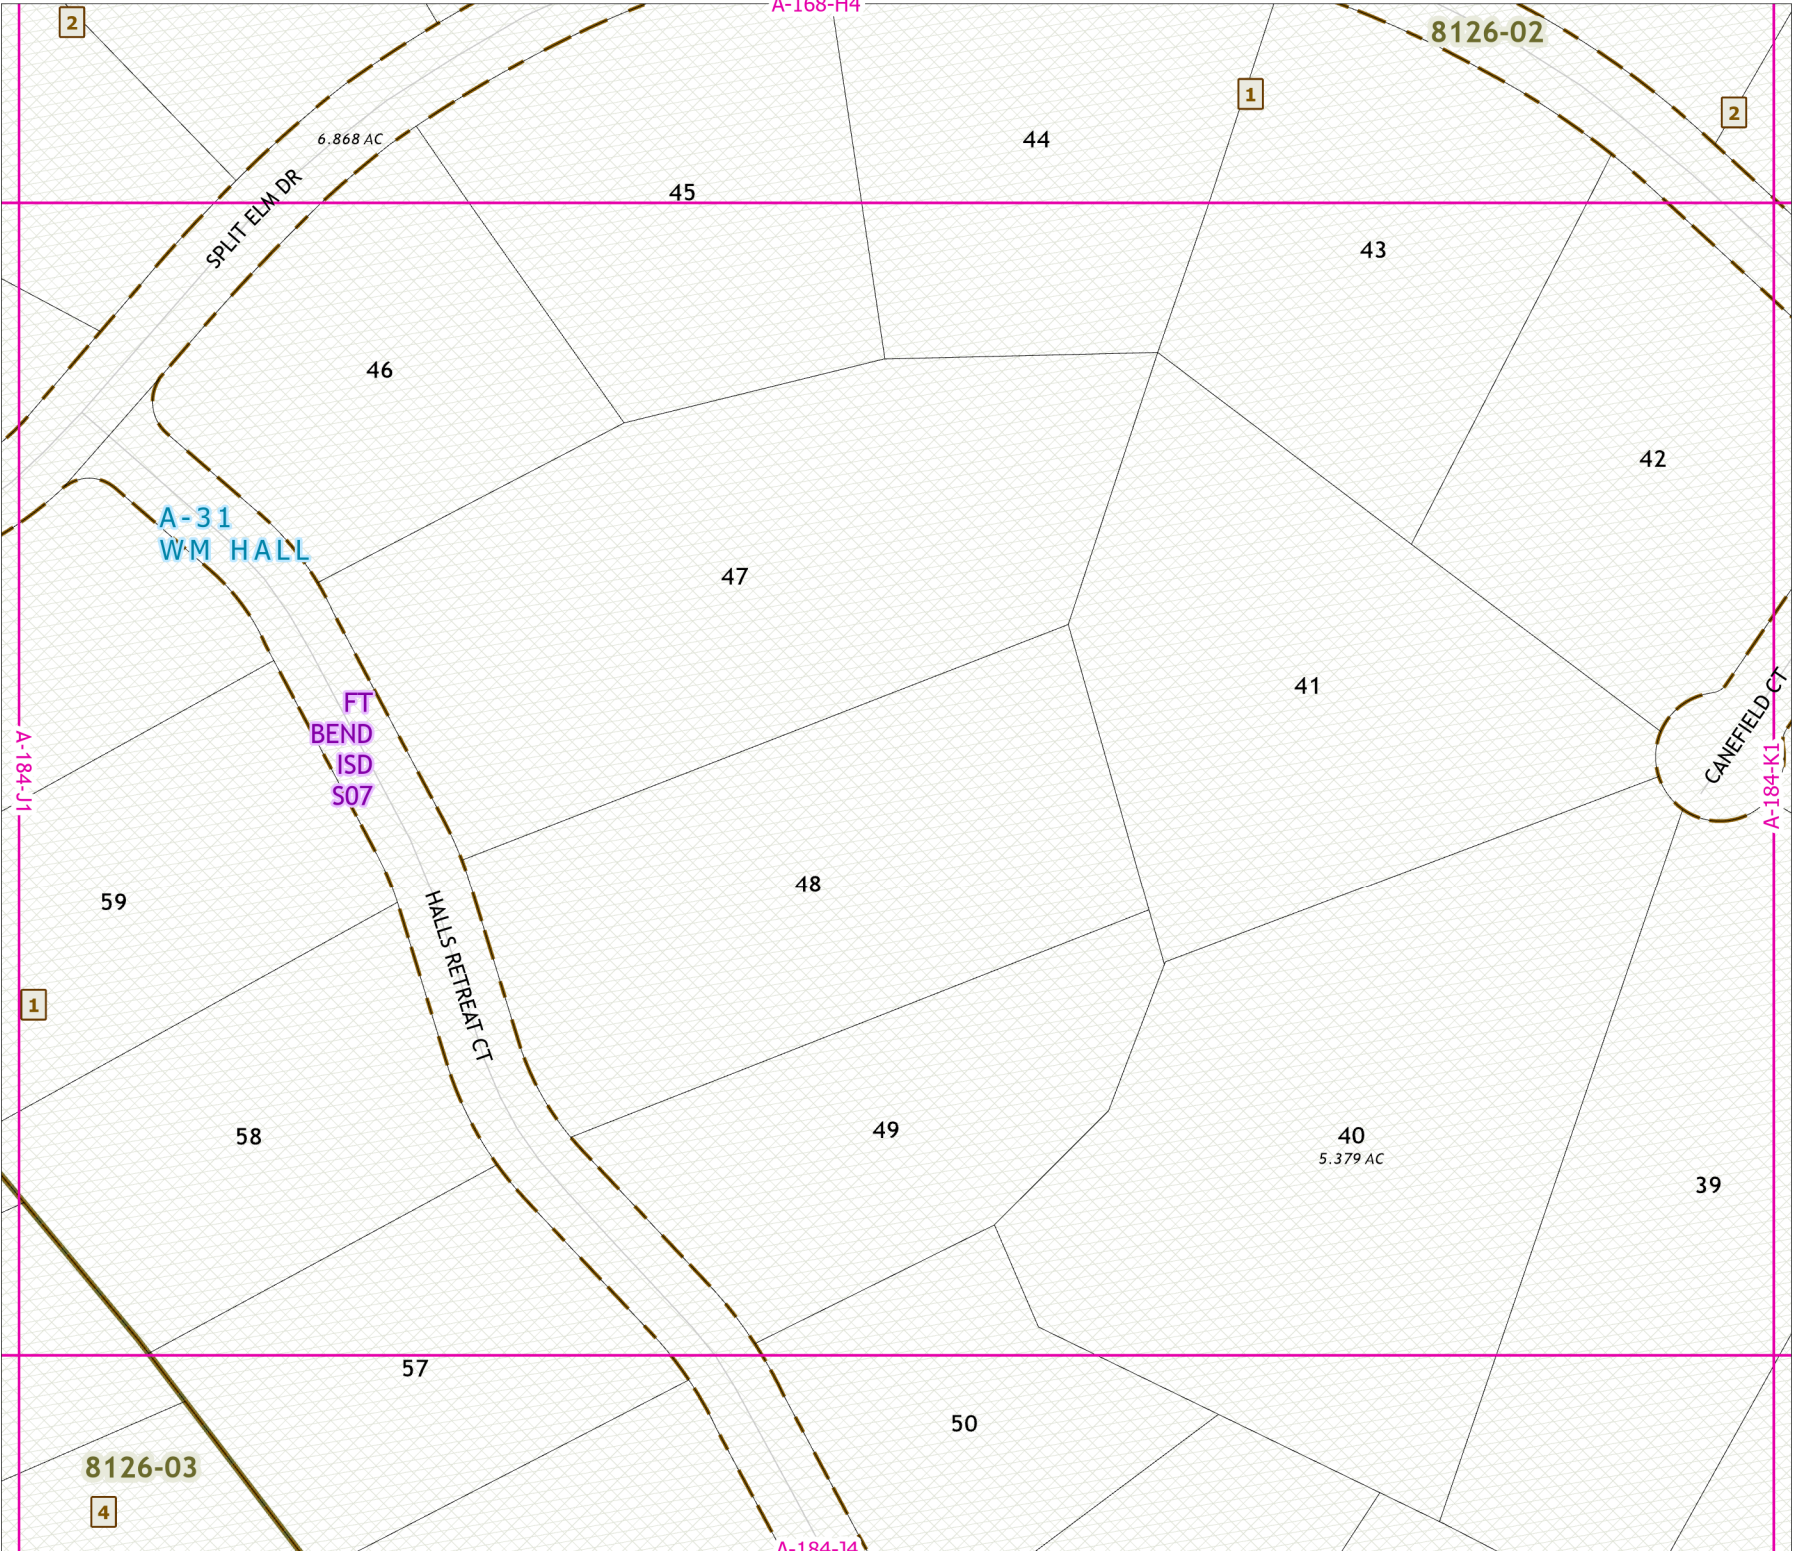 A-168-H4
2
8126-02
1
2
6.868 AC
44
45
SPLIT ELM DR
43
46
42
A-31
WM HALL
47
41
FT
BEND
ISD
S07
CANEFIELD CT
A-184-J1
A-184-K1
48
59
HALLS RETREAT CT
1
49
58
40
5.379 AC
39
57
50
8126-03
4
A-184-J4